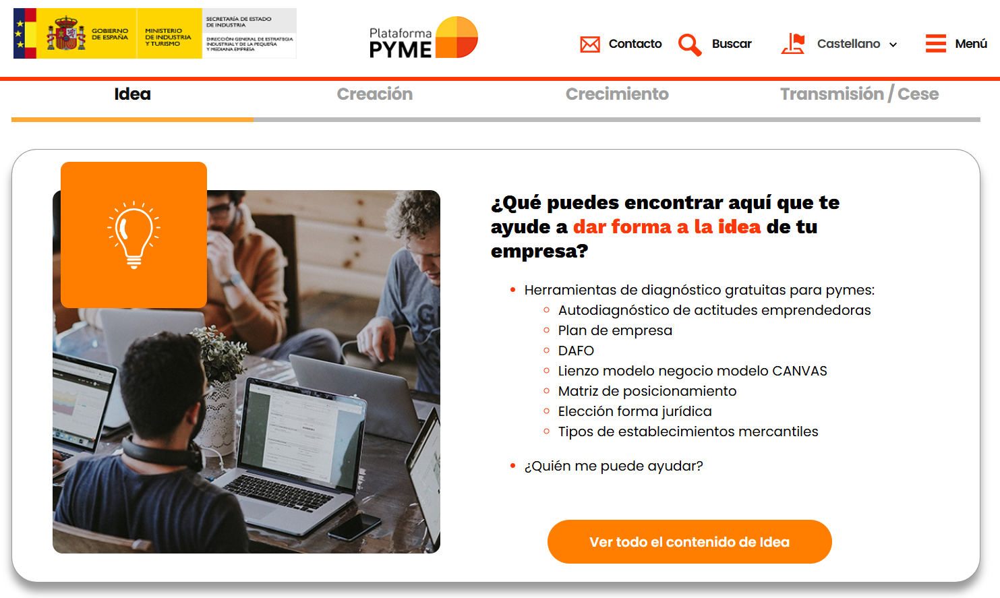 GOBIERNO
DE ESPAÑA
MINISTERIO
DE INDUSTRIA
Y TURISMO
SECRETARÍA DE ESTADO
DE INDUSTRIA
DIRECCIÓN GENERAL DE ESTRATEGIA
INDUSTRIAL Y DE LA PEQUEÑA
Y MEDIANA EMPRESA
Plataforma
PYME
Contacto
Buscar
Castellano
Menú
Idea
Creación
Crecimiento
Transmisión / Cese
¿Qué puedes encontrar aquí que te
ayude a dar forma a la idea de tu
empresa?
Herramientas de diagnóstico gratuitas para pymes:
Autodiagnóstico de actitudes emprendedoras
Plan de empresa
DAFO
Lienzo modelo negocio modelo CANVAS
Matriz de posicionamiento
Elección forma jurídica
Tipos de establecimientos mercantiles
¿Quién me puede ayudar?
Ver todo el contenido de Idea